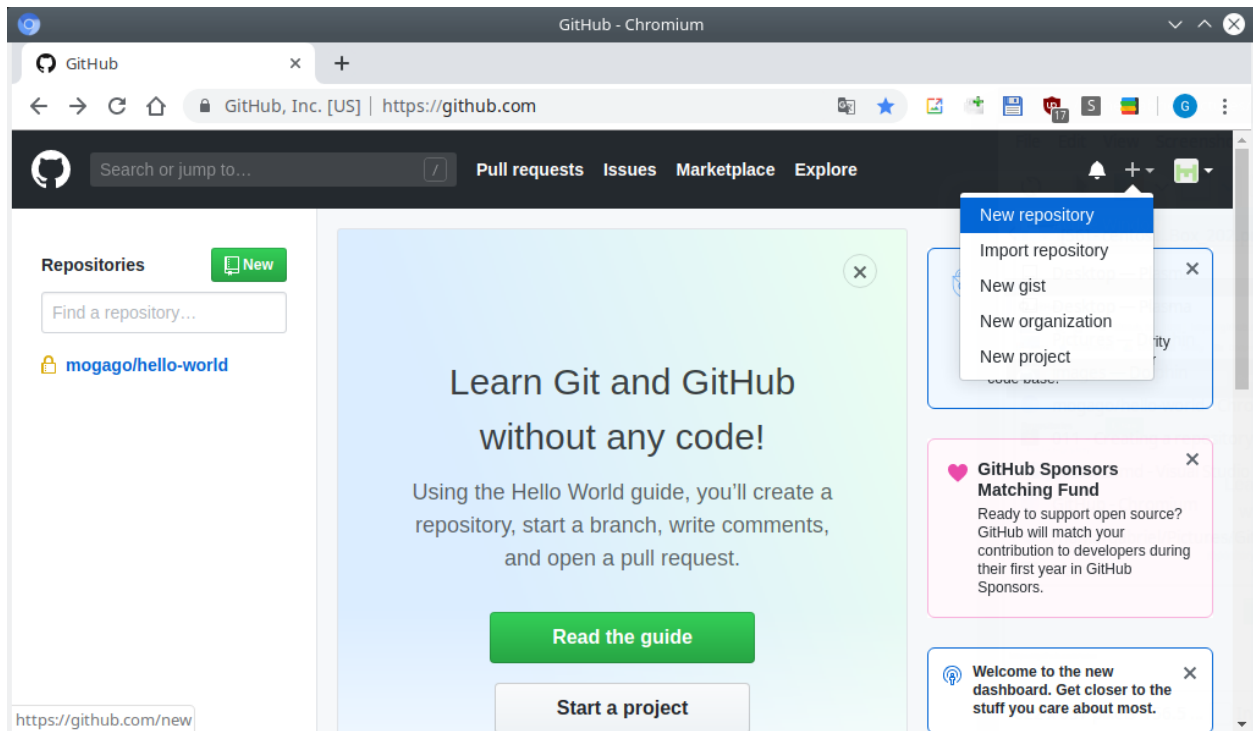 GitHub - Chromium
GitHub
GitHub, Inc. [US] | https://github.com
17
S
G
Search or jump to…
/
Pull requests Issues Marketplace Explore
New repository
Import repository
New gist
New organization
New project
Repositories
New
Find a repository…
mogago/hello-world
Learn Git and GitHub
without any code!
Using the Hello World guide, you’ll create a
repository, start a branch, write comments,
and open a pull request.
Read the guide
Start a project
code base.
GitHub Sponsors
Matching Fund
Ready to support open source?
GitHub will match your
contribution to developers during
their first year in GitHub
Sponsors.
Welcome to the new
dashboard. Get closer to the
stuff you care about most.
https://github.com/new